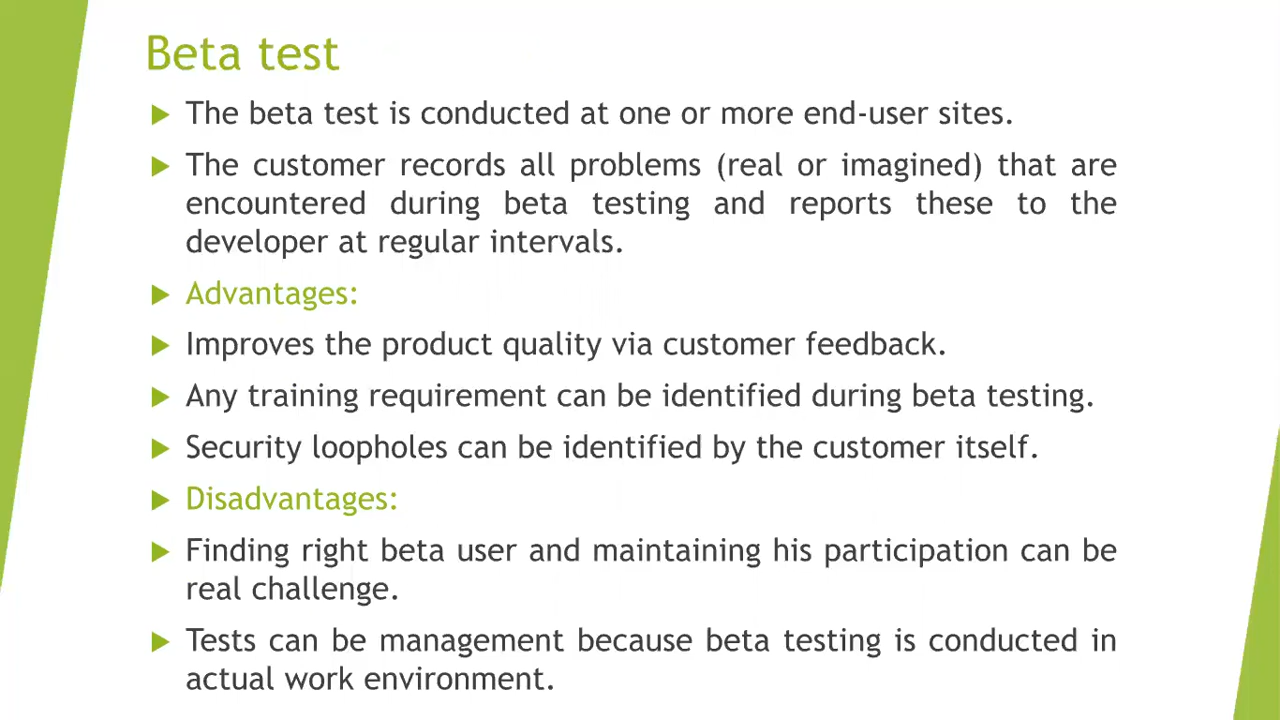 Beta test
The beta test is conducted at one or more end-user sites.
The customer records all problems (real or imagined) that are
encountered during beta testing and reports these to the
developer at regular intervals.
Advantages:
Improves the product quality via customer feedback.
Any training requirement can be identified during beta testing.
Security loopholes can be identified by the customer itself.
Disadvantages:
Finding right beta user and maintaining his participation can be
real challenge.
Tests can be management because beta testing is conducted in
actual work environment.